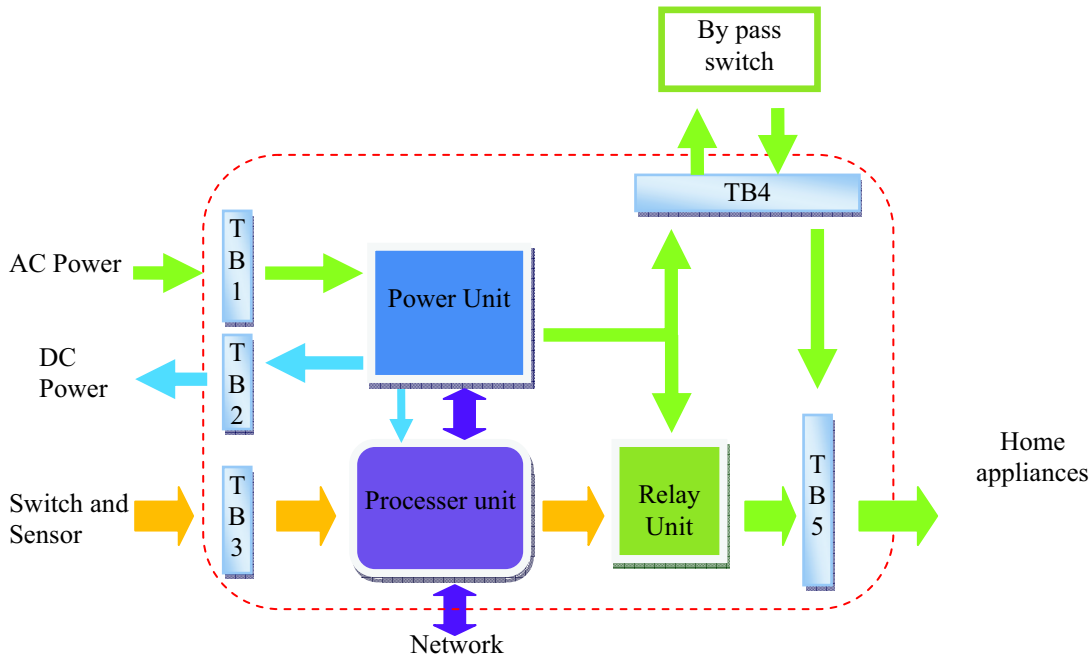 By pass
switch
TB4
T
B
1
AC Power
Power Unit
DC
Power
T
B
2
Home
appliances
Switch and
Sensor
T
B
3
Processer unit
Relay
Unit
T
B
5
Network